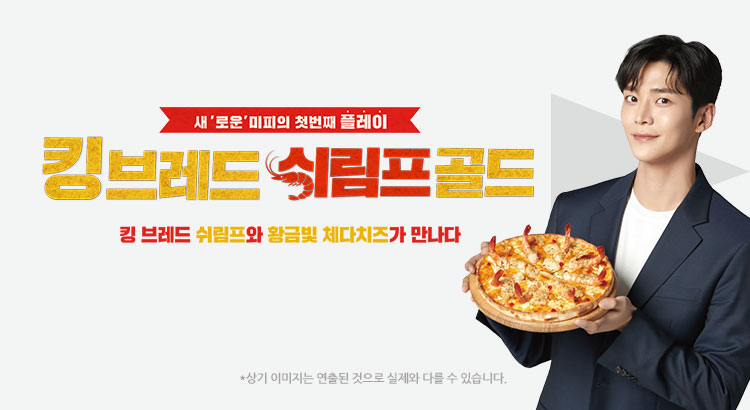 새 '로운' 미피의 첫번째 플레이
킹브레드 쉬림프골드
킹 브레드 쉬림프와 황금빛 체다치즈가 만나다
*상기 이미지는 연출된 것으로 실제와 다를 수 있습니다.